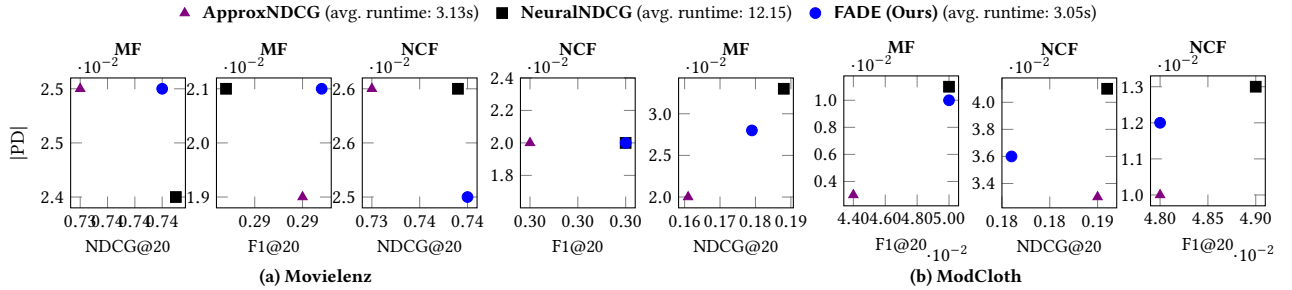 ApproxNDCG (avg. runtime: 3.13s) NeuralNDCG (avg. runtime: 12.15) FADE (Ours) (avg. runtime: 3.05s)
MF MF NCF NCF MF MF NCF NCF
·10⁻² ·10⁻² ·10⁻² ·10⁻² ·10⁻² ·10⁻² ·10⁻² ·10⁻²
|PD|
2.5 2.5 2.4
2.1 2.0 1.9
2.6 2.6 2.5
2.4 2.2 2.0 1.8 1.6
3.0 2.5 2.0
1.0 0.8 0.6 0.4
4.0 3.8 3.6 3.4
1.3 1.2 1.1 1.0
0.73 0.74 0.74 0.74
0.29 0.29
0.73 0.74 0.74
0.30 0.30 0.30
0.16 0.17 0.18 0.19
4.40 4.60 4.80 5.00
0.18 0.18 0.19
4.80 4.85 4.90
NDCG@20 F1@20 NDCG@20 F1@20 NDCG@20 F1@20 NDCG@20 F1@20
·10⁻² ·10⁻²
(a) Movielenz (b) ModCloth